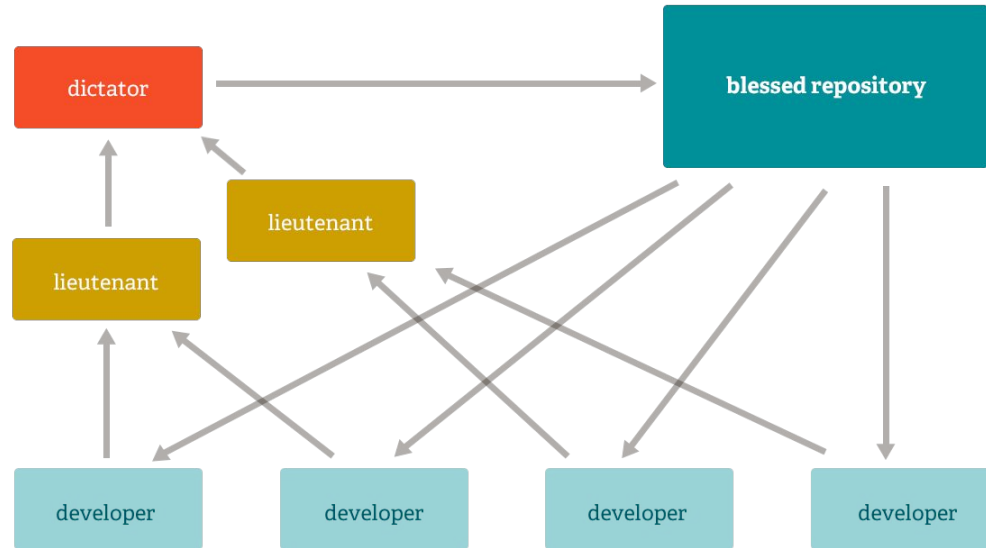 dictator
blessed repository
lieutenant
lieutenant
developer
developer
developer
developer